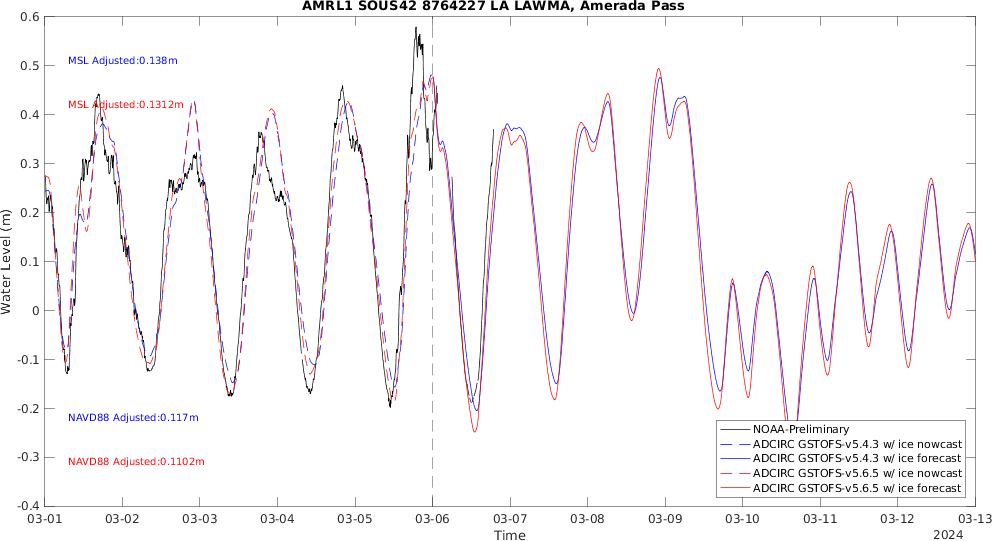 AMRL1 SOUS42 8764227 LA LAWMA, Amerada Pass
0.6
0.5
0.4
0.3
0.2
0.1
0
-0.1
-0.2
-0.3
-0.4
Water Level (m)
MSL Adjusted:0.138m
MSL Adjusted:0.1312m
NAVD88 Adjusted:0.117m
NAVD88 Adjusted:0.1102m
NOAA-Preliminary
ADCIRC GSTOFS-v5.4.3 w/ ice nowcast
ADCIRC GSTOFS-v5.4.3 w/ ice forecast
ADCIRC GSTOFS-v5.6.5 w/ ice nowcast
ADCIRC GSTOFS-v5.6.5 w/ ice forecast
03-01 03-02 03-03 03-04 03-05 03-06 03-07 03-08 03-09 03-10 03-11 03-12 03-13
Time
2024